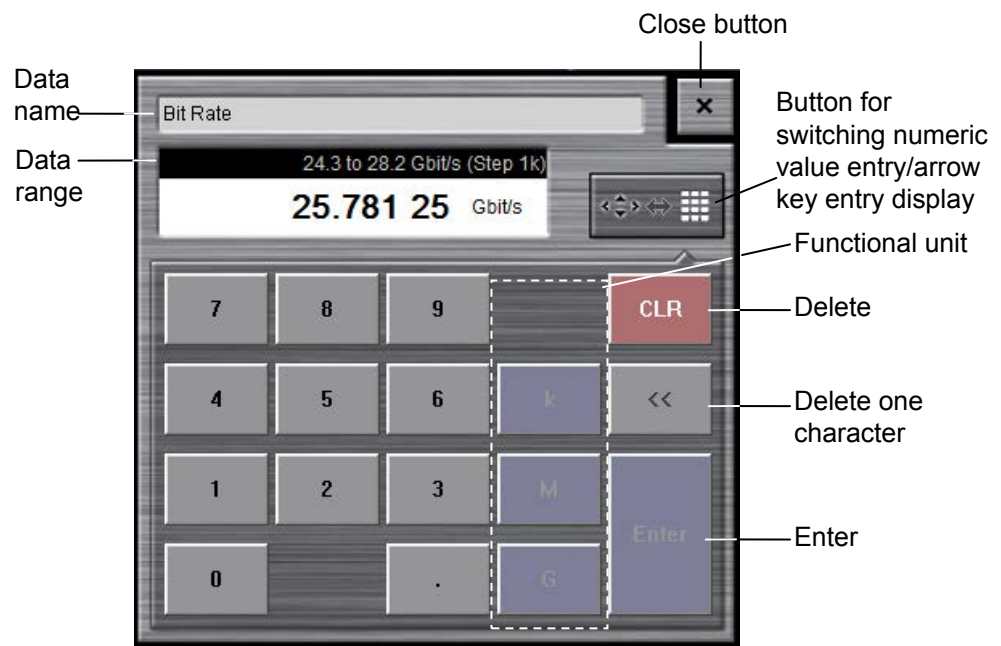 Close button
Data
name
Bit Rate
×
Button for
switching numeric
value entry/arrow
key entry display
Data
range
24.3 to 28.2 Gbit/s (Step 1k)
25.781 25 Gbit/s
Functional unit
7 8 9 CLR
Delete
4 5 6 k <<
Delete one
character
1 2 3 M
Enter
Enter
0 . G